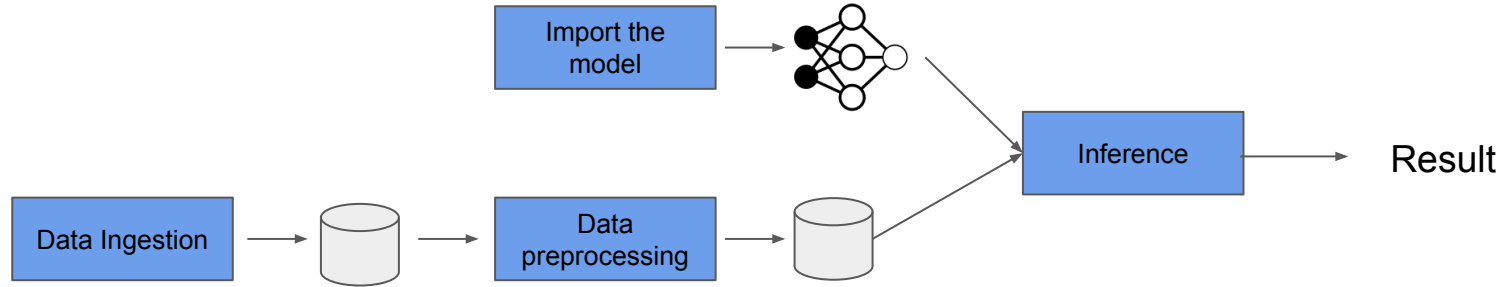 Import the
model
Inference
Result
Data Ingestion
Data
preprocessing